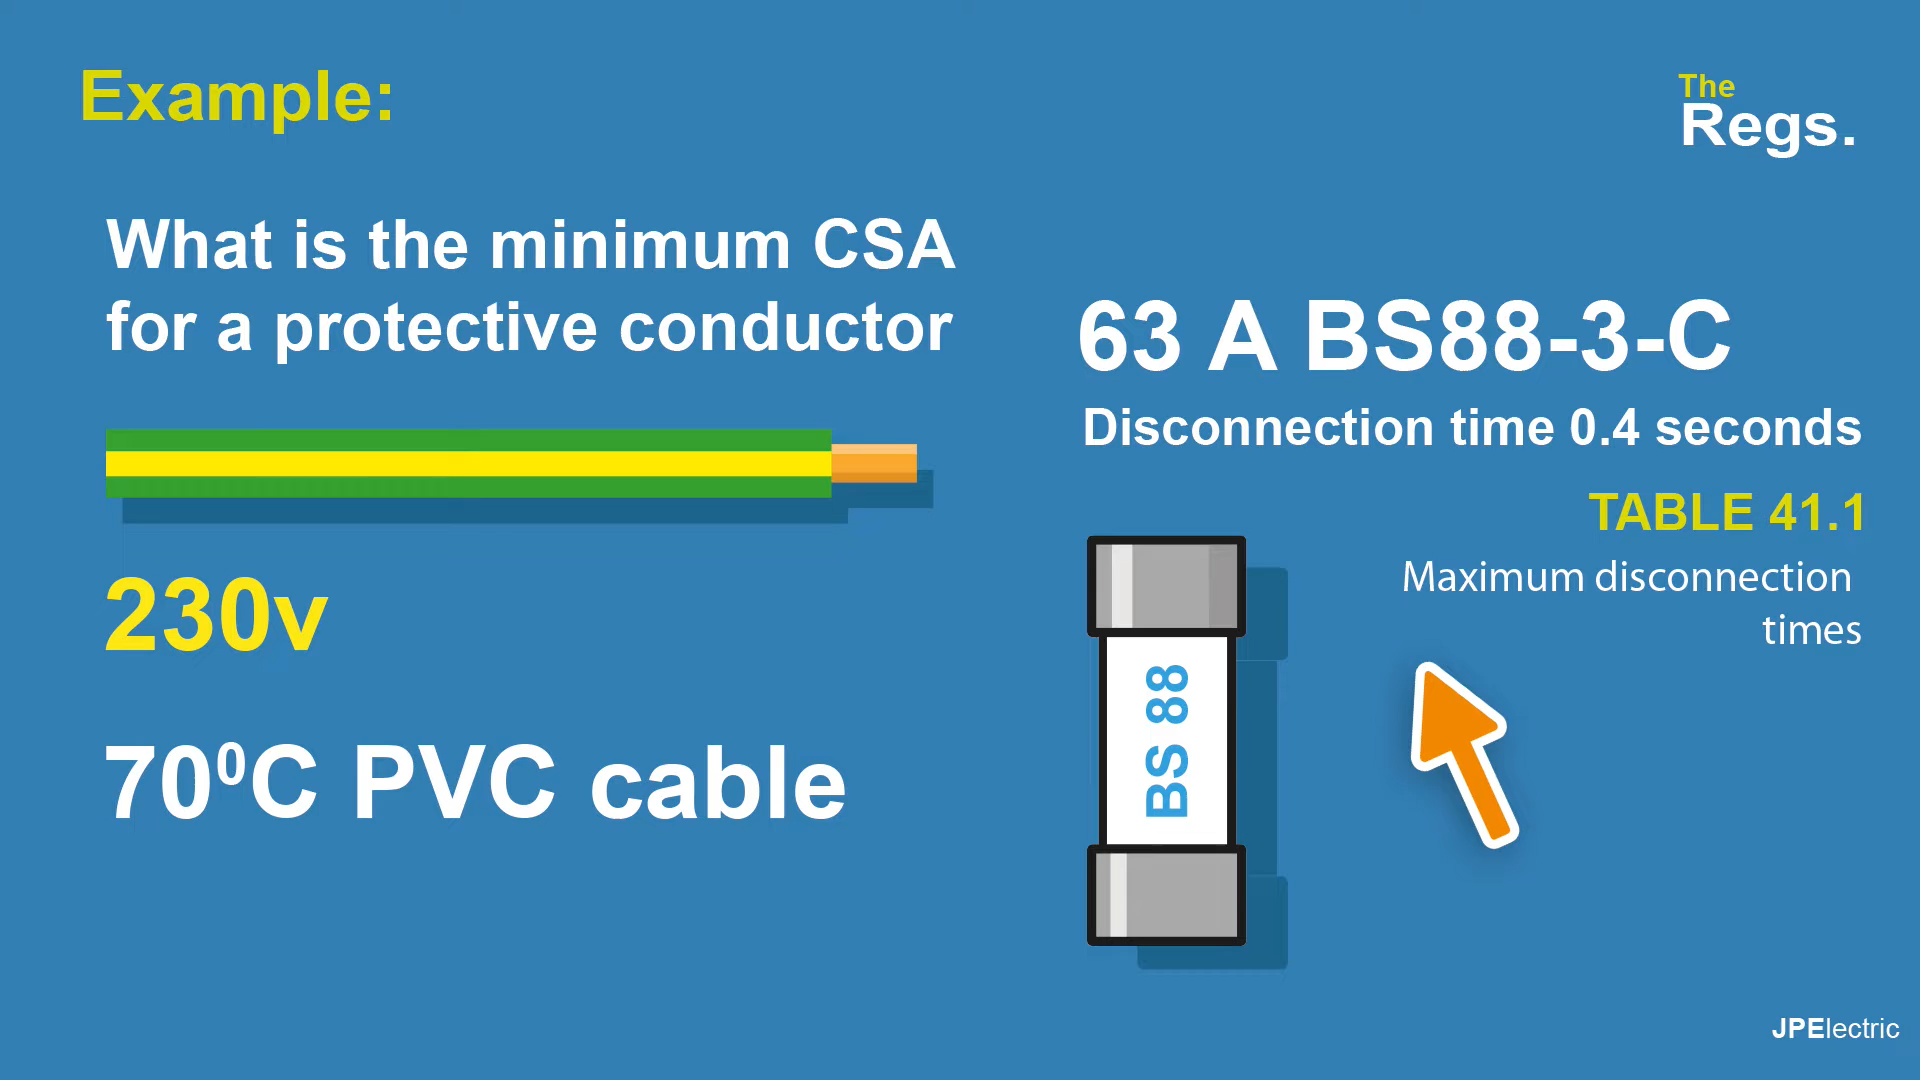 Example:
The
Regs.
What is the minimum CSA
for a protective conductor
63 A BS88-3-C
Disconnection time 0.4 seconds
TABLE 41.1
Maximum disconnection
times
230v
70⁰C PVC cable
BS 88
JPElectric